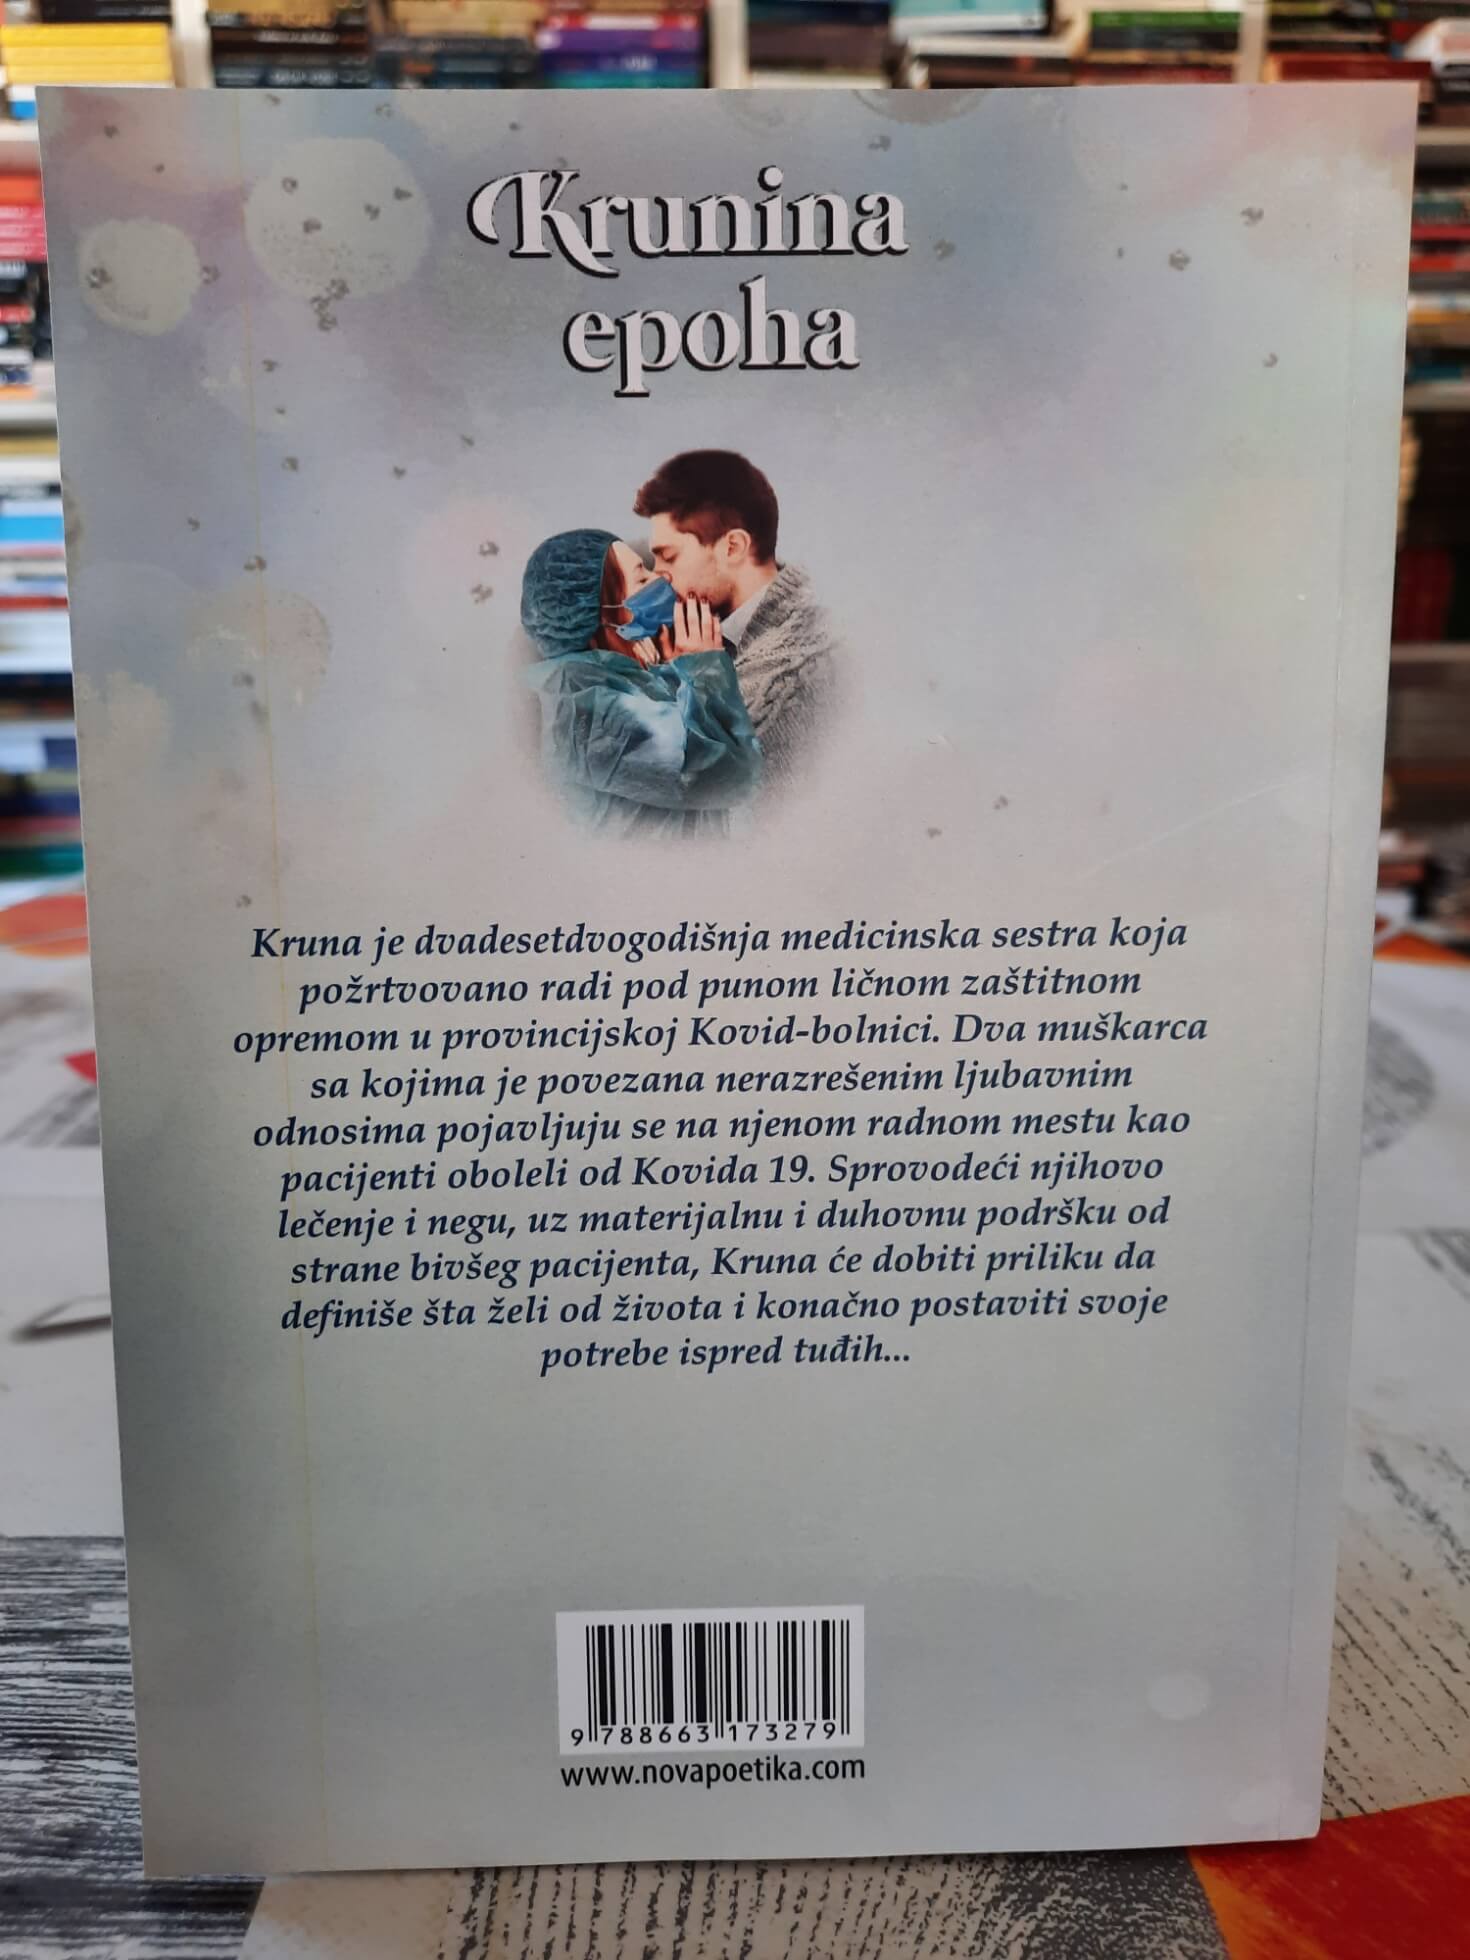 Krunina
epoha
Kruna je dvadesetdvogodišnja medicinska sestra koja
požrtvovano radi pod punom ličnom zaštitnom
opremom u provincijskoj Kovid-bolnici. Dva muškarca
sa kojima je povezana nerazrešenim ljubavnim
odnosima pojavljuju se na njenom radnom mestu kao
pacijenti oboleli od Kovida 19. Sprovodeći njihovo
lečenje i negu, uz materijalnu i duhovnu podršku od
strane bivšeg pacijenta, Kruna će dobiti priliku da
definiše šta želi od života i konačno postaviti svoje
potrebe ispred tuđih...
9 788663 173279
www.novapoetika.com